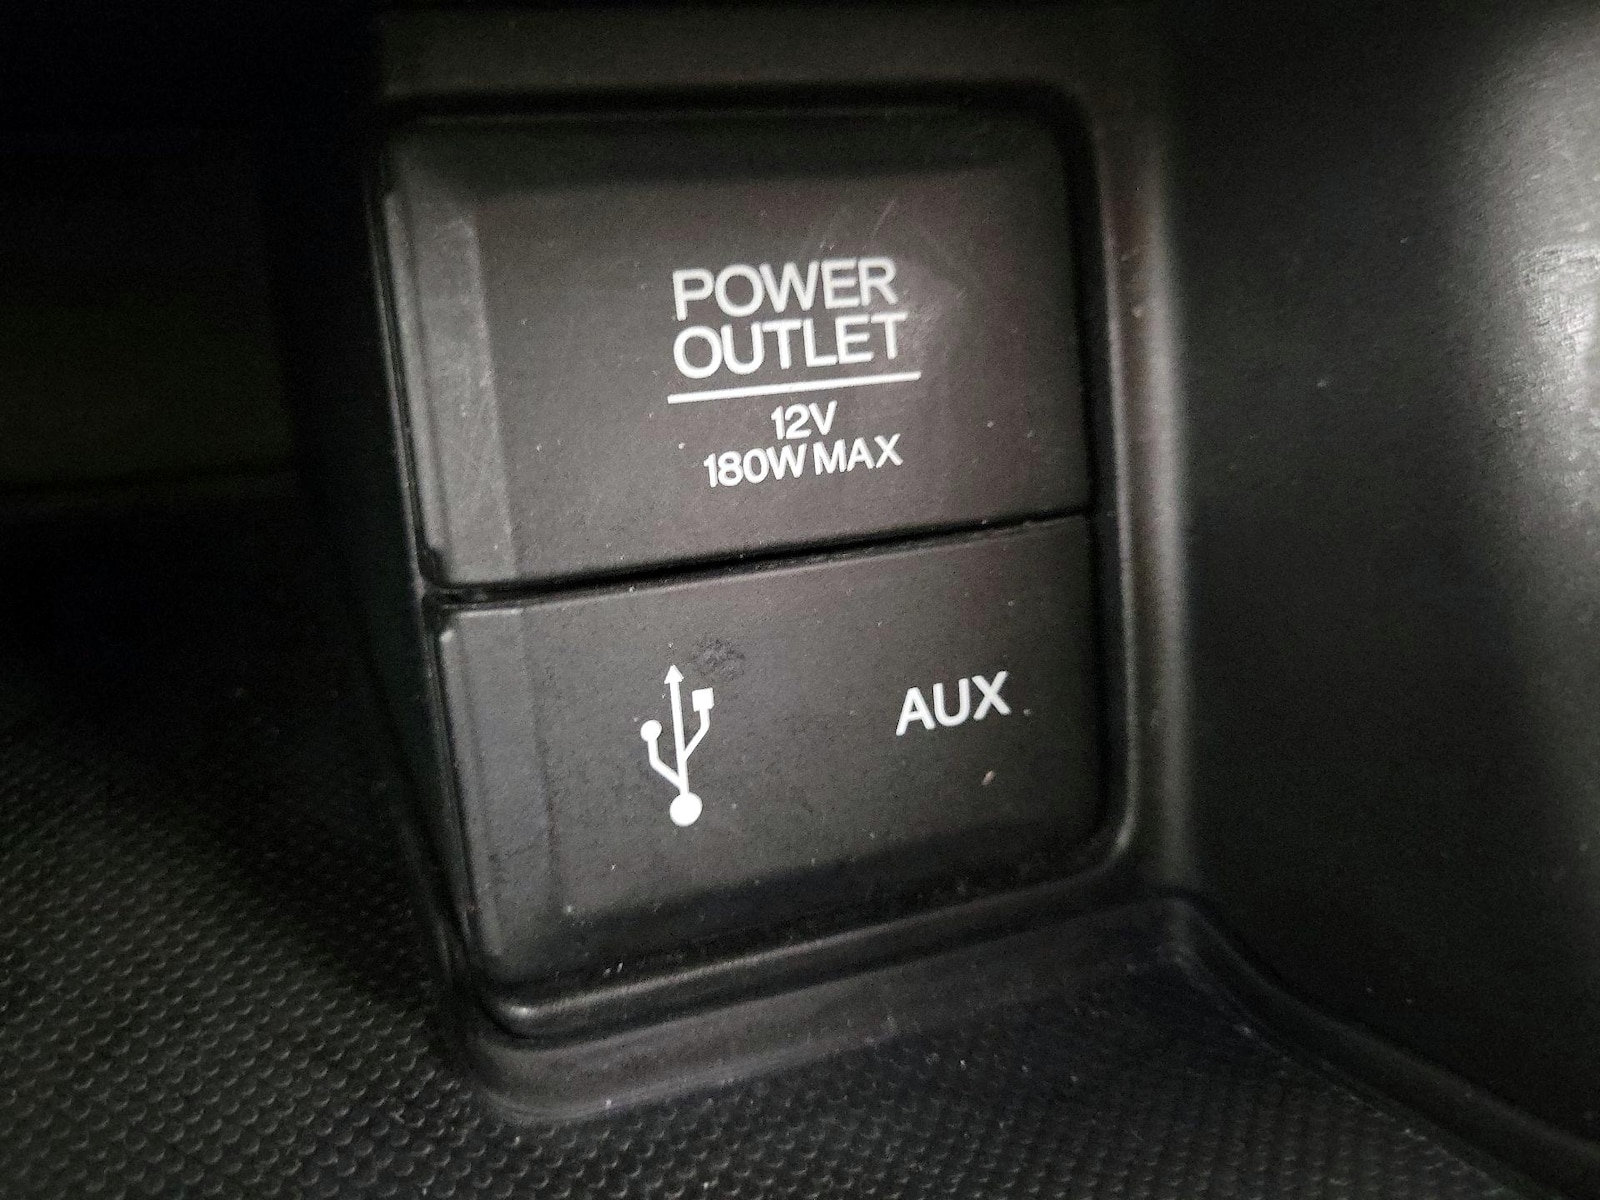 POWER
OUTLET
12V
180W MAX
AUX